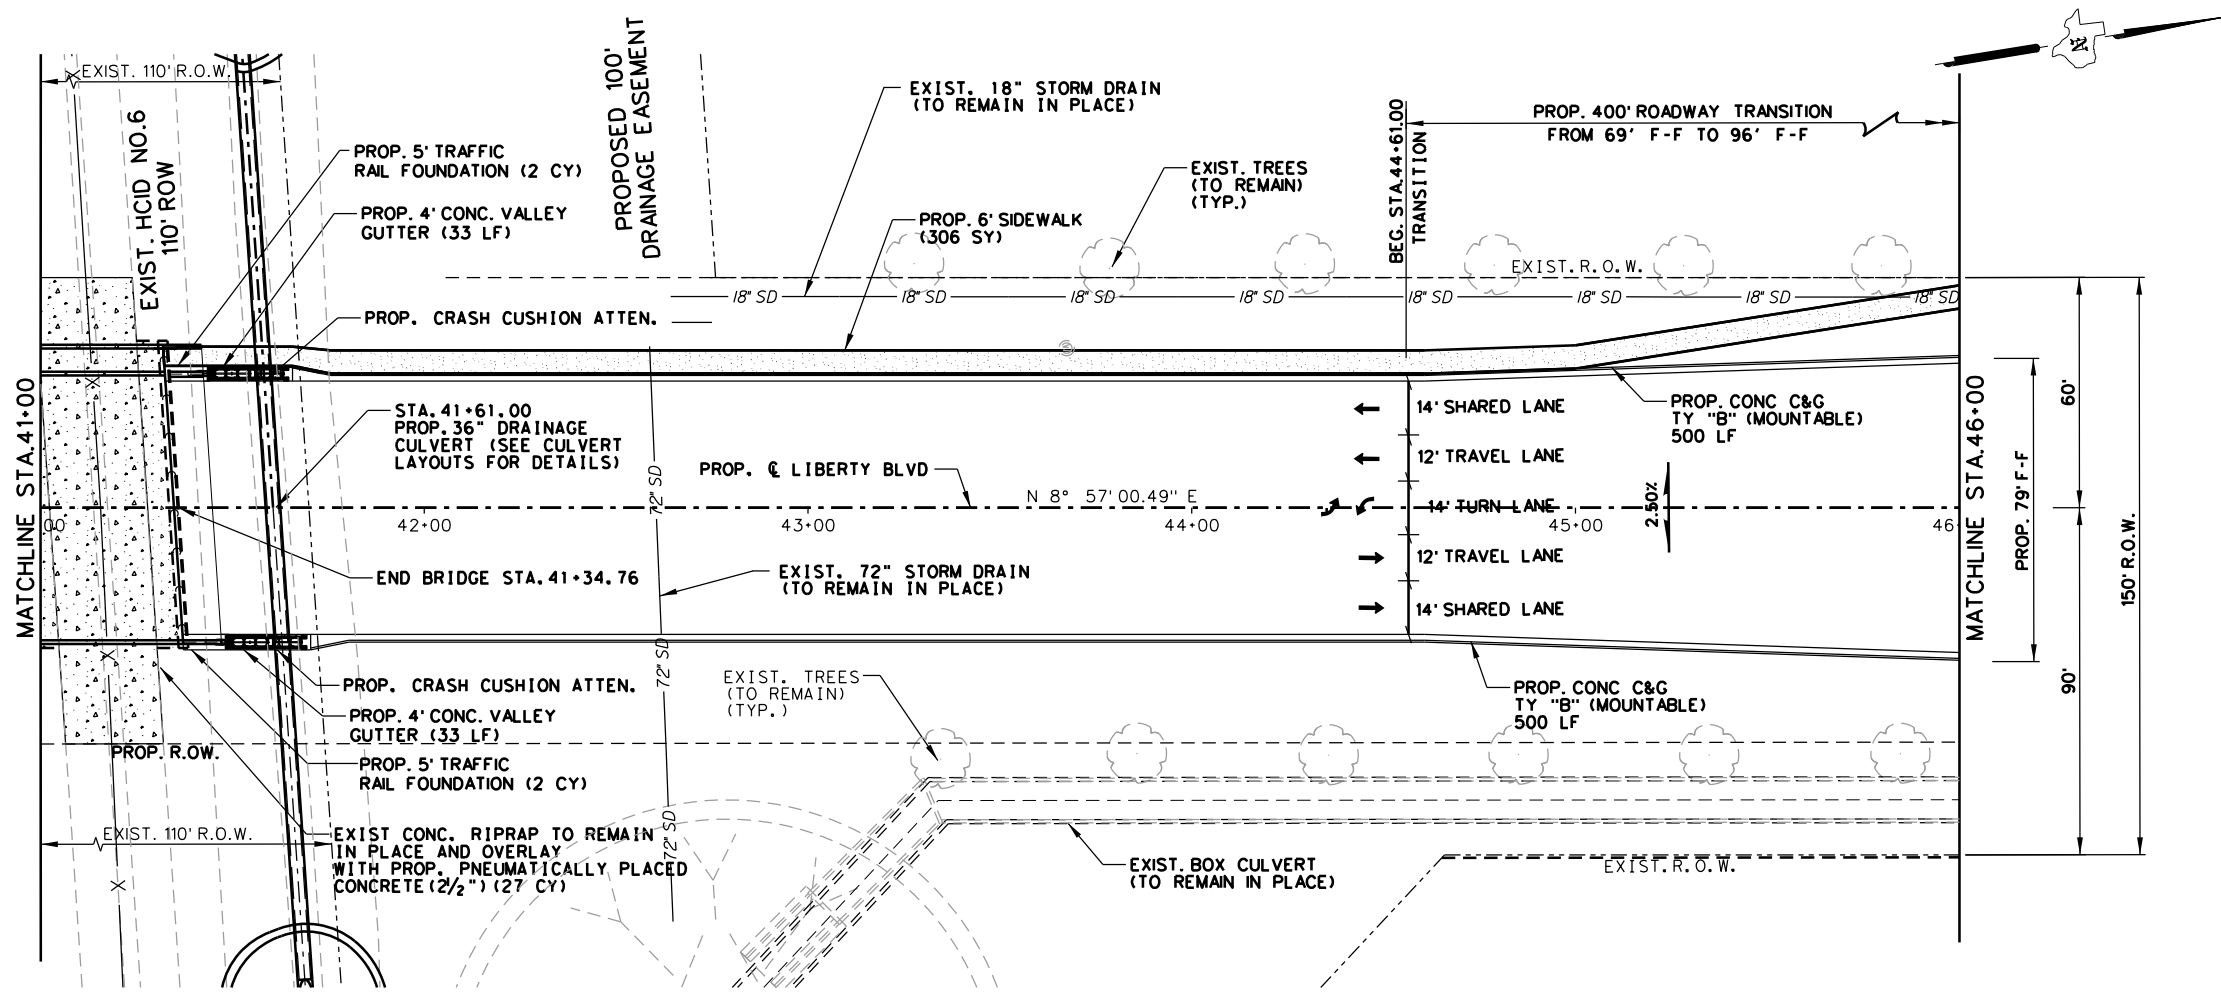 EXIST. 110' R.O.W.
EXIST. HCID NO.6
110' ROW
PROPOSED 100'
DRAINAGE EASEMENT
EXIST. 18" STORM DRAIN
(TO REMAIN IN PLACE)
N
PROP. 400' ROADWAY TRANSITION
FROM 69' F-F TO 96' F-F
BEG. STA.44+61.00
TRANSITION
PROP. 5' TRAFFIC
RAIL FOUNDATION (2 CY)
EXIST. TREES
(TO REMAIN)
(TYP.)
PROP. 4' CONC. VALLEY
GUTTER (33 LF)
PROP. 6' SIDEWALK
(306 SY)
EXIST. R.O.W.
18" SD
18" SD
18" SD
18" SD
18" SD
18" SD
18" SD
18" SD
PROP. CRASH CUSHION ATTEN.
MATCHLINE STA.41+00
STA. 41+61.00
PROP. 36" DRAINAGE
CULVERT (SEE CULVERT
LAYOUTS FOR DETAILS)
72" SD
PROP. ℄ LIBERTY BLVD
N 8° 57' 00.49" E
14' SHARED LANE
12' TRAVEL LANE
14' TURN LANE
12' TRAVEL LANE
14' SHARED LANE
2.50%
PROP. CONC C&G
TY "B" (MOUNTABLE)
500 LF
MATCHLINE STA.46+00
PROP. 79' F-F
60'
90'
150' R.O.W.
00
42+00
43+00
44+00
45+00
46+
END BRIDGE STA. 41+34.76
EXIST. 72" STORM DRAIN
(TO REMAIN IN PLACE)
72" SD
PROP. CRASH CUSHION ATTEN.
EXIST. TREES
(TO REMAIN)
(TYP.)
PROP. CONC C&G
TY "B" (MOUNTABLE)
500 LF
PROP. 4' CONC. VALLEY
GUTTER (33 LF)
PROP. R.OW.
PROP. 5' TRAFFIC
RAIL FOUNDATION (2 CY)
72" SD
EXIST. 110' R.O.W.
EXIST CONC. RIPRAP TO REMAIN
IN PLACE AND OVERLAY
WITH PROP. PNEUMATICALLY PLACED
CONCRETE (2½") (27 CY)
EXIST. BOX CULVERT
(TO REMAIN IN PLACE)
EXIST. R.O.W.